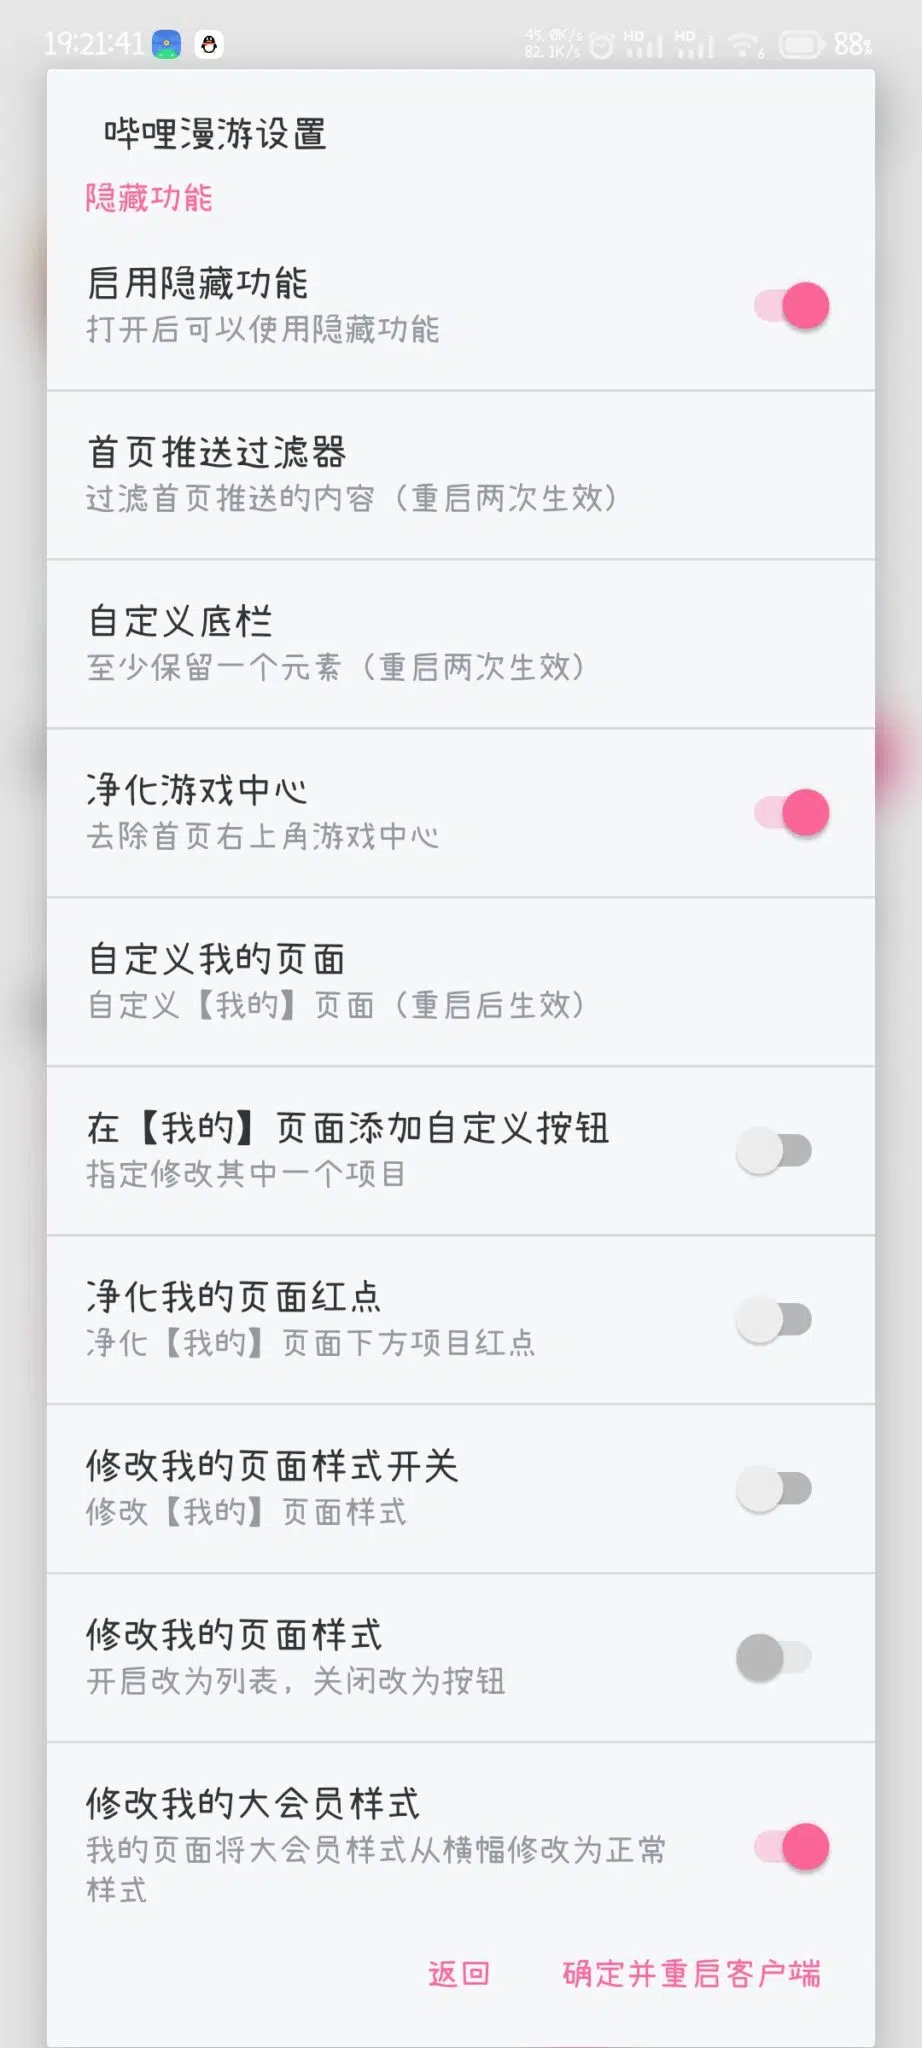 19:21:41
45.0K/s
82.1K/s
HD
HD
6
88%
哔哩漫游设置
隐藏功能
启用隐藏功能
打开后可以使用隐藏功能
首页推送过滤器
过滤首页推送的内容（重启两次生效）
自定义底栏
至少保留一个元素（重启两次生效）
净化游戏中心
去除首页右上角游戏中心
自定义我的页面
自定义【我的】页面（重启后生效）
在【我的】页面添加自定义按钮
指定修改其中一个项目
净化我的页面红点
净化【我的】页面下方项目红点
修改我的页面样式开关
修改【我的】页面样式
修改我的页面样式
开启改为列表，关闭改为按钮
修改我的大会员样式
我的页面将大会员样式从横幅修改为正常
样式
返回
确定并重启客户端